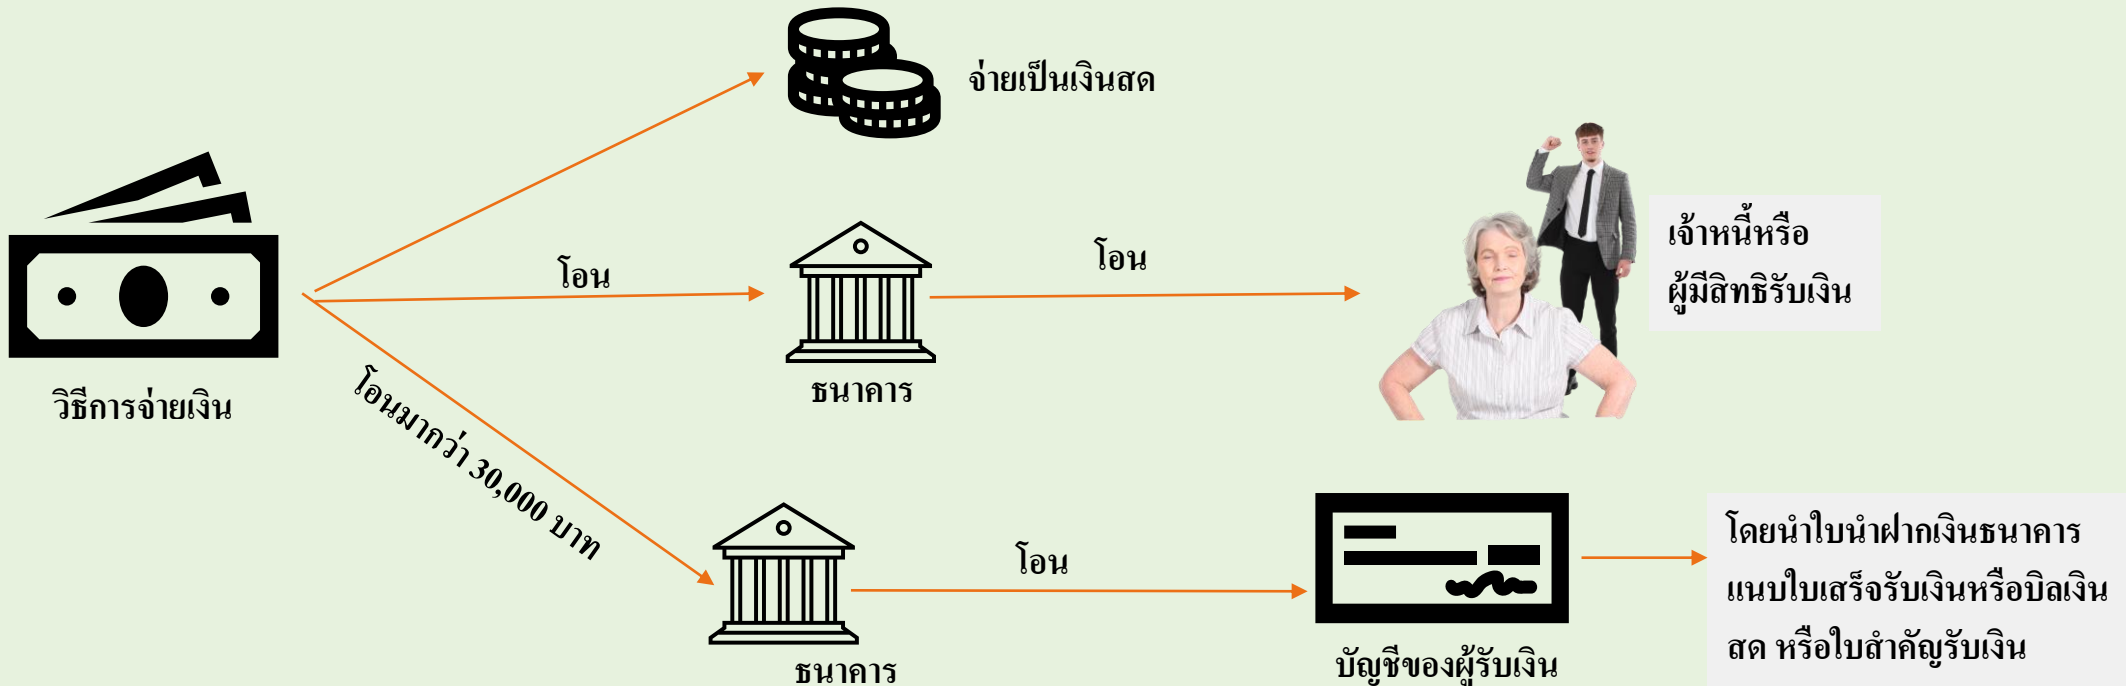 จ่ายเป็นเงินสด
โอน
โอน
เจ้าหนี้หรือ
ผู้มีสิทธิรับเงิน
วิธีการจ่ายเงิน
ธนาคาร
โอนมากว่า 30,000 บาท
โอน
ธนาคาร
บัญชีของผู้รับเงิน
โดยนำใบนำฝากเงินธนาคาร
แนบใบเสร็จรับเงินหรือบิลเงิน
สด หรือใบสำคัญรับเงิน